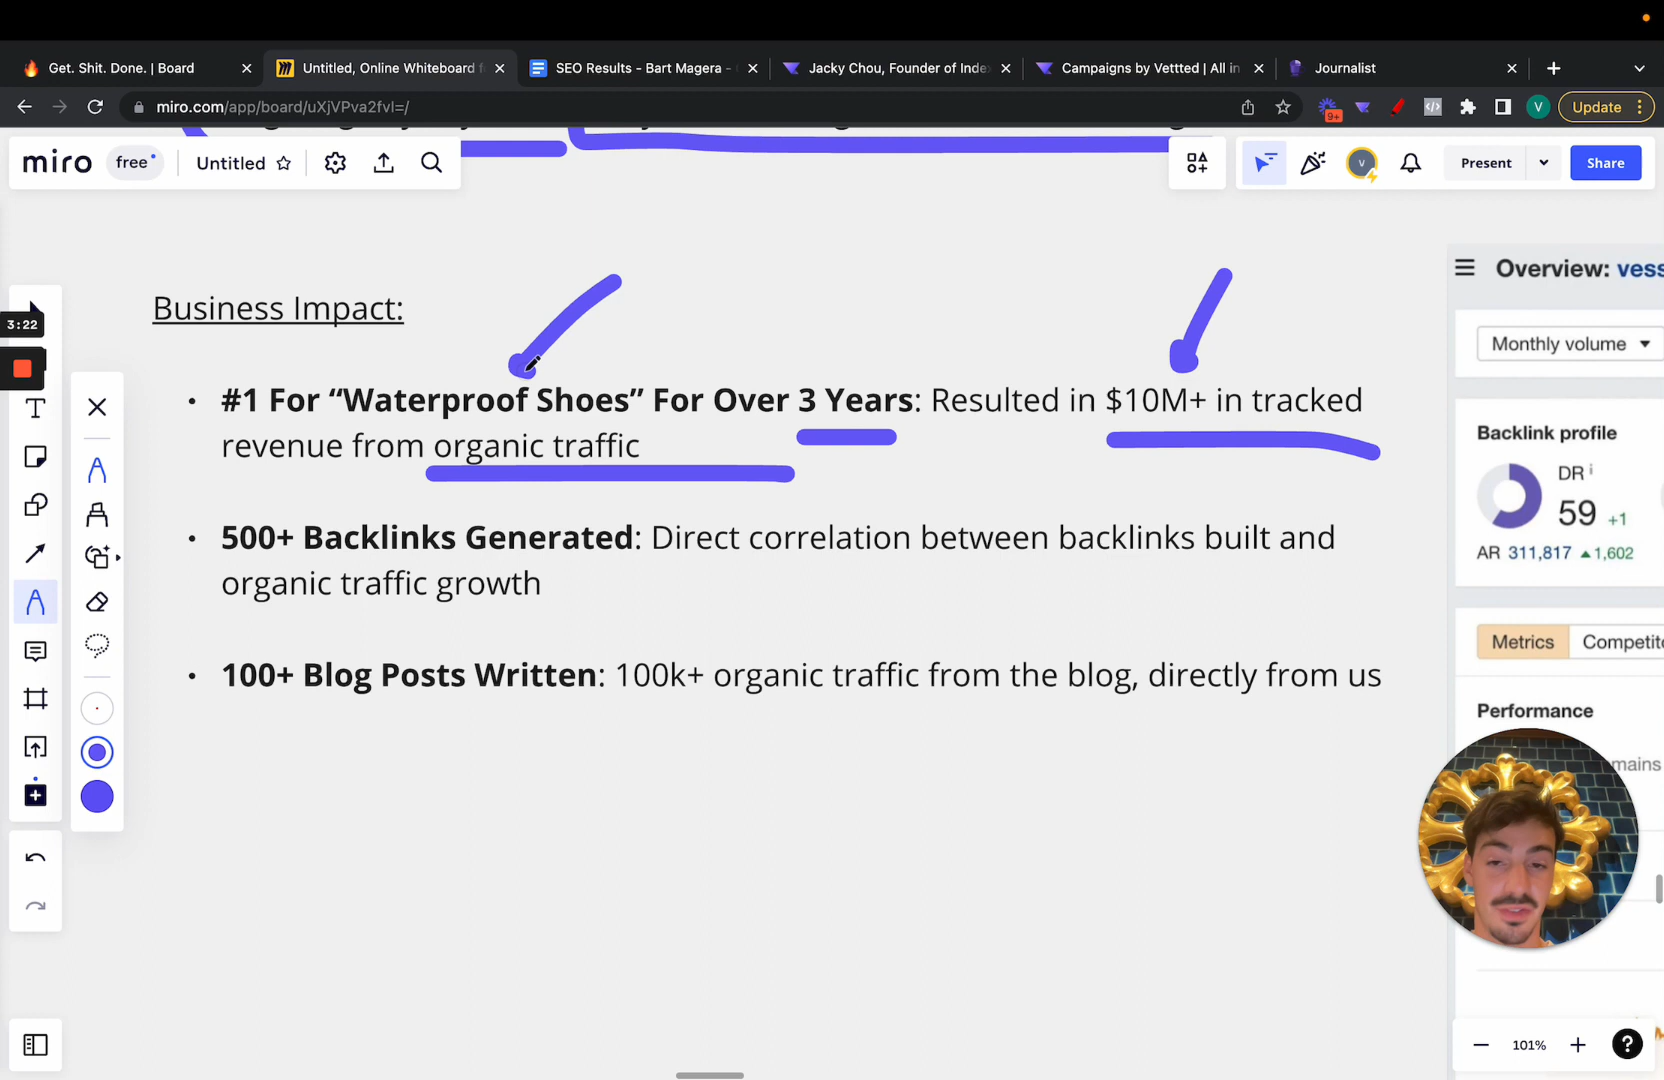 Get. Shit. Done. | Board
Untitled, Online Whiteboard f
SEO Results - Bart Magera -
Jacky Chou, Founder of Inde
Campaigns by Vettted | All in
Journalist
miro.com/app/board/uXjVPva2fvI=/
9+
V
Update
miro
free
Untitled
V
Present
Share
3:22
Business Impact:
• #1 For “Waterproof Shoes” For Over 3 Years: Resulted in $10M+ in tracked
revenue from organic traffic
• 500+ Backlinks Generated: Direct correlation between backlinks built and
organic traffic growth
• 100+ Blog Posts Written: 100k+ organic traffic from the blog, directly from us
Overview: vess
Monthly volume
Backlink profile
DR i
59 +1
AR 311,817 ▲1,602
Metrics
Competito
Performance
mains
101%